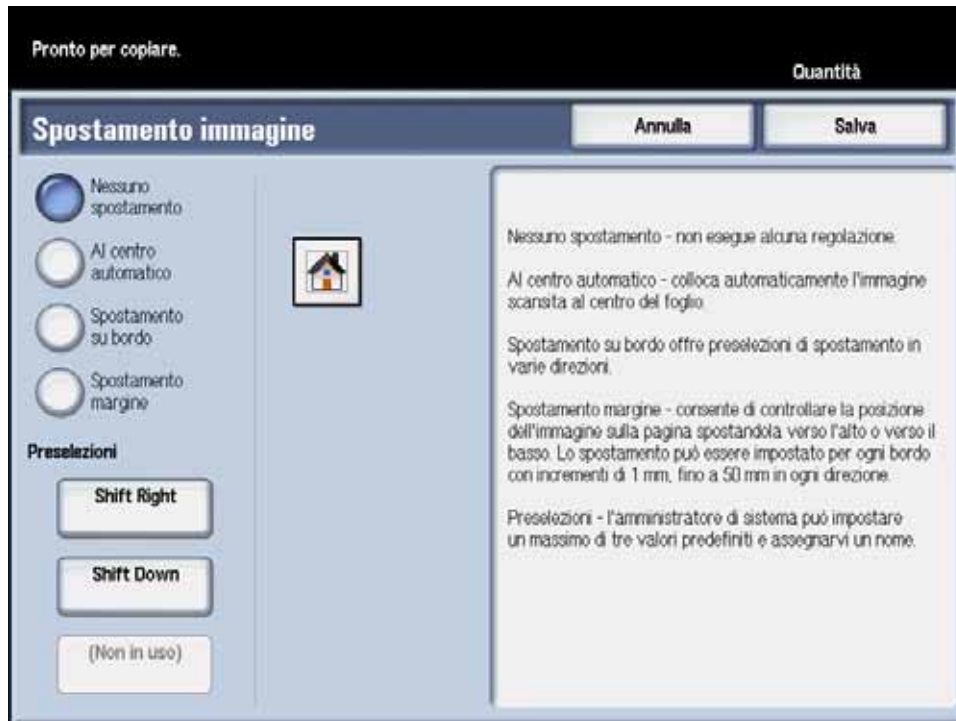 Pronto per copiare.
Quantità
Spostamento immagine
Annulla
Salva
Nessuno
spostamento
Al centro
automatico
Spostamento
su bordo
Spostamento
margine
Preselezioni
Shift Right
Shift Down
(Non in uso)
Nessuno spostamento - non esegue alcuna regolazione.
Al centro automatico - colloca automaticamente l'immagine
scansita al centro del foglio.
Spostamento su bordo offre preselezioni di spostamento in
varie direzioni.
Spostamento margine - consente di controllare la posizione
dell'immagine sulla pagina spostandola verso l'alto o verso il
basso. Lo spostamento può essere impostato per ogni bordo
con incrementi di 1 mm, fino a 50 mm in ogni direzione.
Preselezioni - l'amministratore di sistema può impostare
un massimo di tre valori predefiniti e assegnarvi un nome.